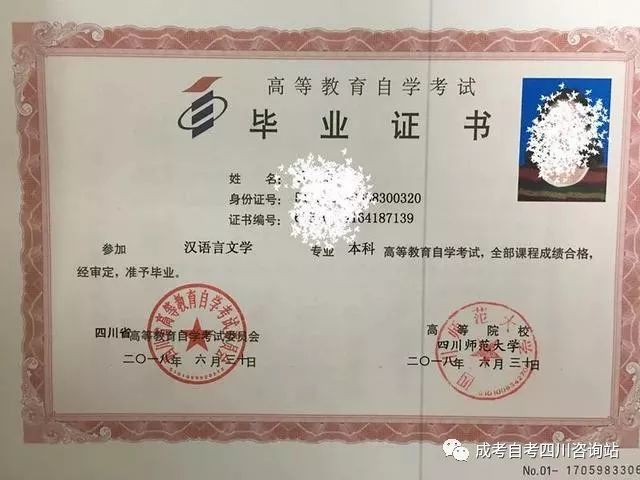 高等教育自学考试
毕业证书
姓 名:
身份证号: 8300320
证书编号: 134187139
参加 汉语言文学 专业 本科 高等教育自学考试,全部课程成绩合格,
经审定,准予毕业。
四川省高等教育自学考试委员会
二〇一八年 六月三十日
高等院校
四川师范大学
二〇一八年 六月三十日
成考自考四川咨询站
No.01- 1705983306